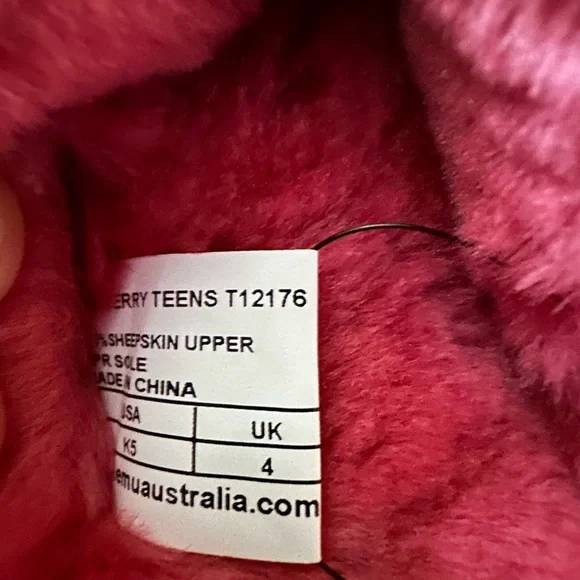 ERRY TEENS T12176
% SHEEPSKIN UPPER
PR SOLE
ADE IN CHINA
USA UK
K5 4
emuaustralia.com